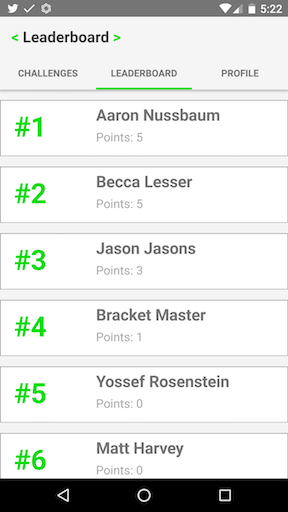 5:22
< Leaderboard >
CHALLENGES LEADERBOARD PROFILE
#1 Aaron Nussbaum
Points: 5
#2 Becca Lesser
Points: 5
#3 Jason Jasons
Points: 3
#4 Bracket Master
Points: 1
#5 Yossef Rosenstein
Points: 0
#6 Matt Harvey
Points: 0